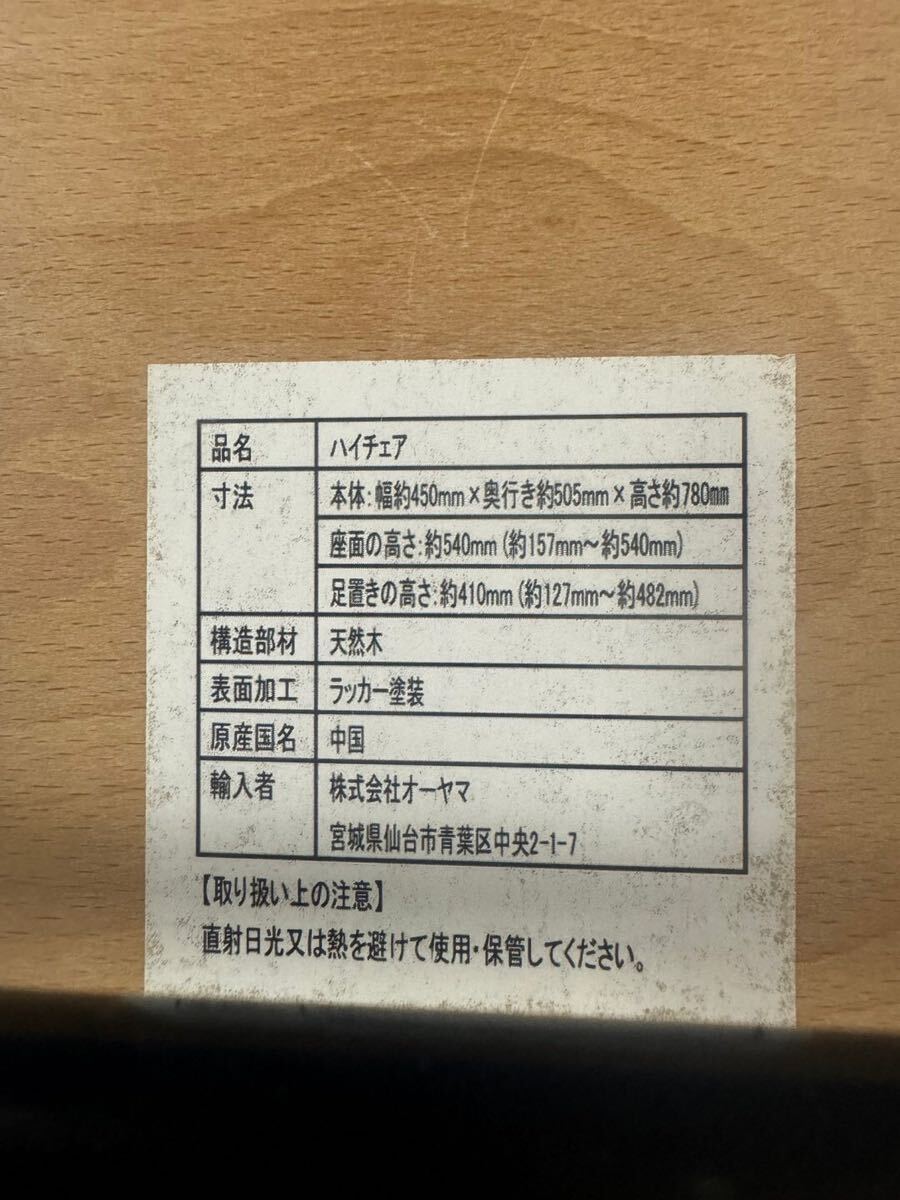 品名 ハイチェア
寸法 本体:幅約450mm×奥行き約505mm×高さ約780mm
座面の高さ:約540mm(約157mm〜約540mm)
足置きの高さ:約410mm(約127mm〜約482mm)
構造部材 天然木
表面加工 ラッカー塗装
原産国名 中国
輸入者 株式会社オーヤマ
宮城県仙台市青葉区中央2-1-7
【取り扱い上の注意】
直射日光又は熱を避けて使用・保管してください。